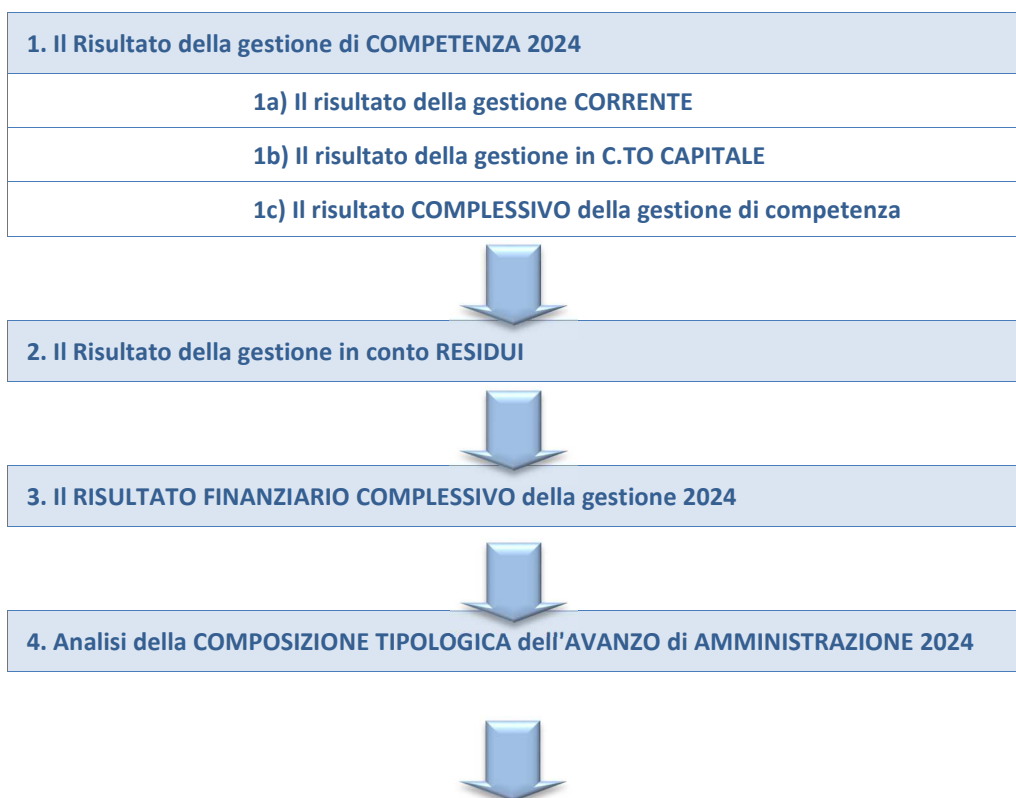 1. Il Risultato della gestione di COMPETENZA 2024
1a) Il risultato della gestione CORRENTE
1b) Il risultato della gestione in C.TO CAPITALE
1c) Il risultato COMPLESSIVO della gestione di competenza
2. Il Risultato della gestione in conto RESIDUI
3. Il RISULTATO FINANZIARIO COMPLESSIVO della gestione 2024
4. Analisi della COMPOSIZIONE TIPOLOGICA dell'AVANZO di AMMINISTRAZIONE 2024